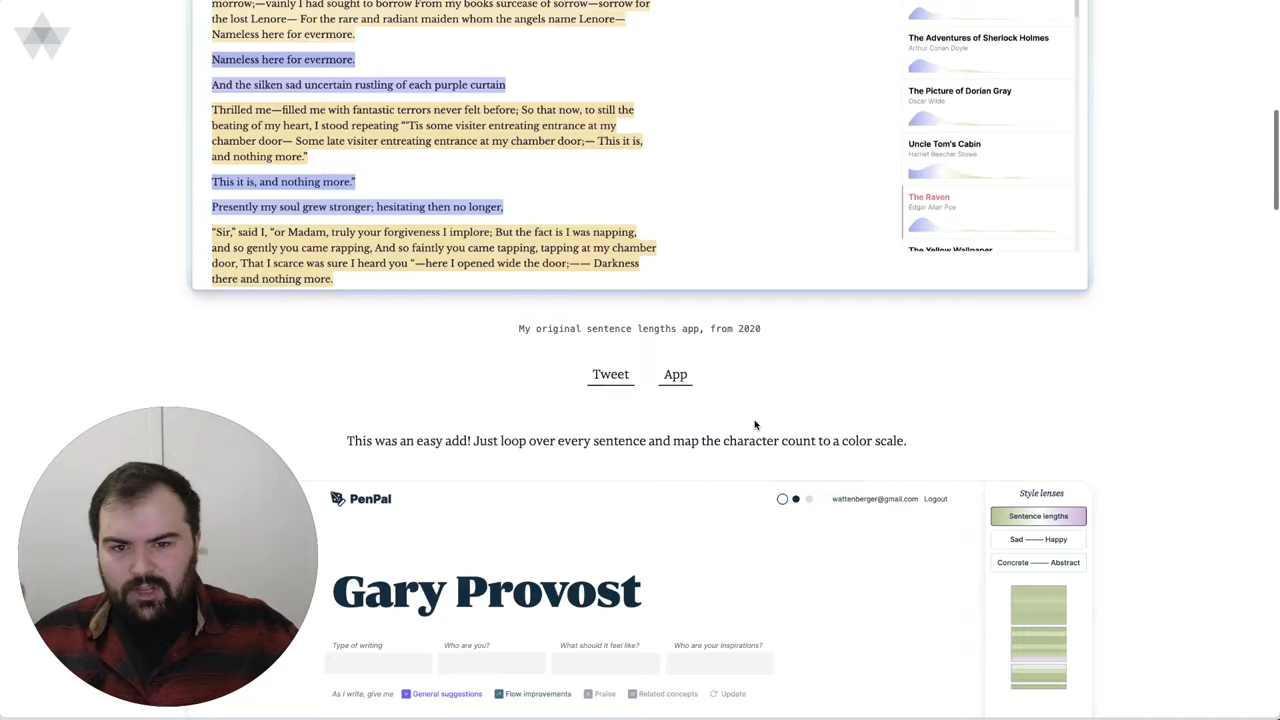 morrow;—vainly I had sought to borrow From my books surcease of sorrow—sorrow for
the lost Lenore— For the rare and radiant maiden whom the angels name Lenore—
Nameless here for evermore.
Nameless here for evermore.
And the silken sad uncertain rustling of each purple curtain
Thrilled me—filled me with fantastic terrors never felt before; So that now, to still the
beating of my heart, I stood repeating “‘Tis some visiter entreating entrance at my
chamber door— Some late visiter entreating entrance at my chamber door;— This it is,
and nothing more.”
This it is, and nothing more.”
Presently my soul grew stronger; hesitating then no longer,
“Sir,” said I, “or Madam, truly your forgiveness I implore; But the fact is I was napping,
and so gently you came rapping, And so faintly you came tapping, tapping at my chamber
door, That I scarce was sure I heard you “—here I opened wide the door;—— Darkness
there and nothing more.
The Adventures of Sherlock Holmes
Arthur Conan Doyle
The Picture of Dorian Gray
Oscar Wilde
Uncle Tom's Cabin
Harriet Beecher Stowe
The Raven
Edgar Allan Poe
The Yellow Wallpaper
My original sentence lengths app, from 2020
Tweet App
This was an easy add! Just loop over every sentence and map the character count to a color scale.
PenPal
wattenberger@gmail.com Logout
Gary Provost
Type of writing Who are you? What should it feel like? Who are your inspirations?
As I write, give me General suggestions Flow improvements Praise Related concepts Update
Style lenses
Sentence lengths
Sad —— Happy
Concrete —— Abstract